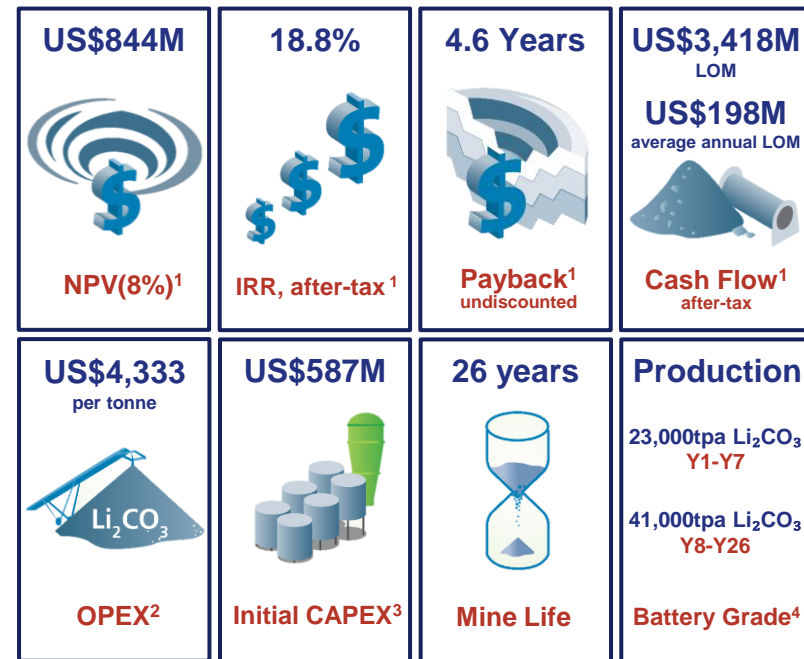 US$844M
NPV(8%)¹
18.8%
IRR, after-tax ¹
4.6 Years
Payback¹
undiscounted
US$3,418M
LOM
US$198M
average annual LOM
Cash Flow¹
after-tax
US$4,333
per tonne
Li₂CO₃
OPEX²
US$587M
Initial CAPEX³
26 years
Mine Life
Production
23,000tpa Li₂CO₃
Y1-Y7
41,000tpa Li₂CO₃
Y8-Y26
Battery Grade⁴